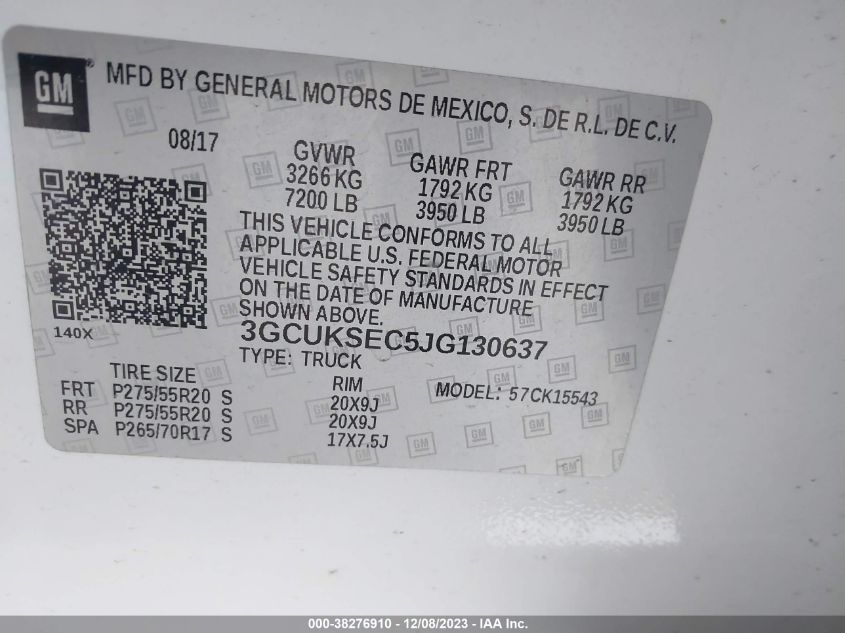 GM ® MFD BY GENERAL MOTORS DE MEXICO, S. DE R.L. DE C.V.
08/17
GVWR GAWR FRT GAWR RR
3266 KG 1792 KG 1792 KG
7200 LB 3950 LB 3950 LB
THIS VEHICLE CONFORMS TO ALL
APPLICABLE U.S. FEDERAL MOTOR
VEHICLE SAFETY STANDARDS IN EFFECT
ON THE DATE OF MANUFACTURE
SHOWN ABOVE.
140X
3GCUKSEC5JG130637
TYPE: TRUCK
TIRE SIZE RIM MODEL: 57CK15543
FRT P275/55R20 S 20X9J
RR P275/55R20 S 20X9J
SPA P265/70R17 S 17X7.5J
000-38276910 - 12/08/2023 - IAA Inc.